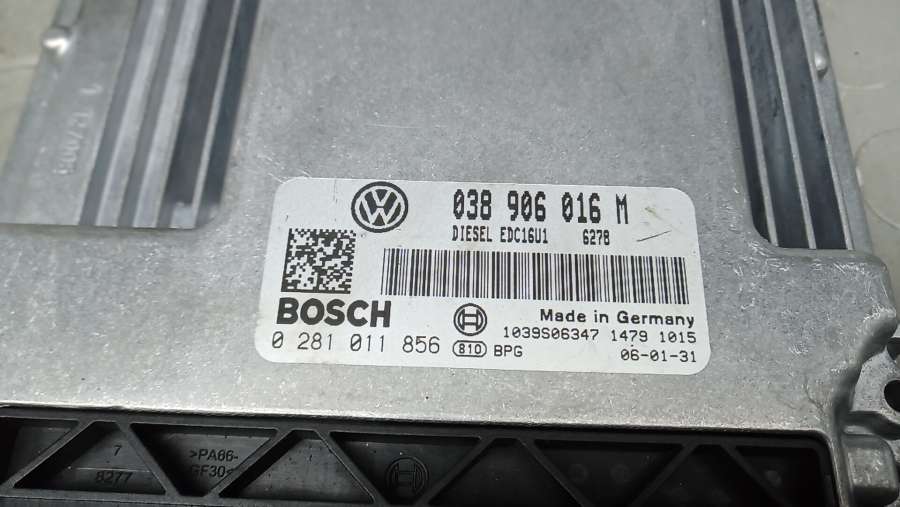 038 906 016 M
DIESEL EDC16U1 6278
BOSCH
Made in Germany
1039S06347 1479 1015
0 281 011 856 810 BPG
06-01-31
7
8277
>PA66-
GF30<